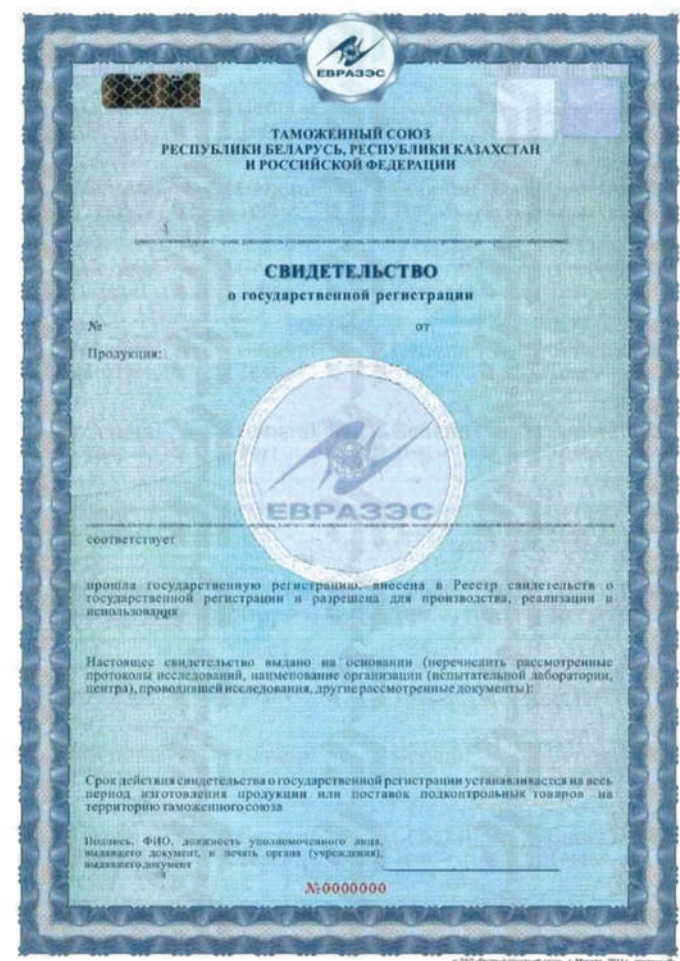 ЕВРАЗЭС
ТАМОЖЕННЫЙ СОЮЗ
РЕСПУБЛИКИ БЕЛАРУСЬ, РЕСПУБЛИКИ КАЗАХСТАН
И РОССИЙСКОЙ ФЕДЕРАЦИИ
СВИДЕТЕЛЬСТВО
о государственной регистрации
№ от
Продукция:
ЕВРАЗЭС
соответствует
прошла государственную регистрацию, внесена в Реестр свидетельств о
государственной регистрации и разрешена для производства, реализации и
использования
Настоящее свидетельство выдано на основании (перечислить рассмотренные
протоколы исследований, наименование организации (испытательной лаборатории,
центра), проводившей исследования, другие рассмотренные документы):
Срок действия свидетельства о государственной регистрации устанавливается на весь
период изготовления продукции или поставок подконтрольных товаров на
территорию таможенного союза
Подпись, ФИО, должность уполномоченного лица,
выдавшего документ, и печать органа (учреждения),
выдавшего документ
№0000000